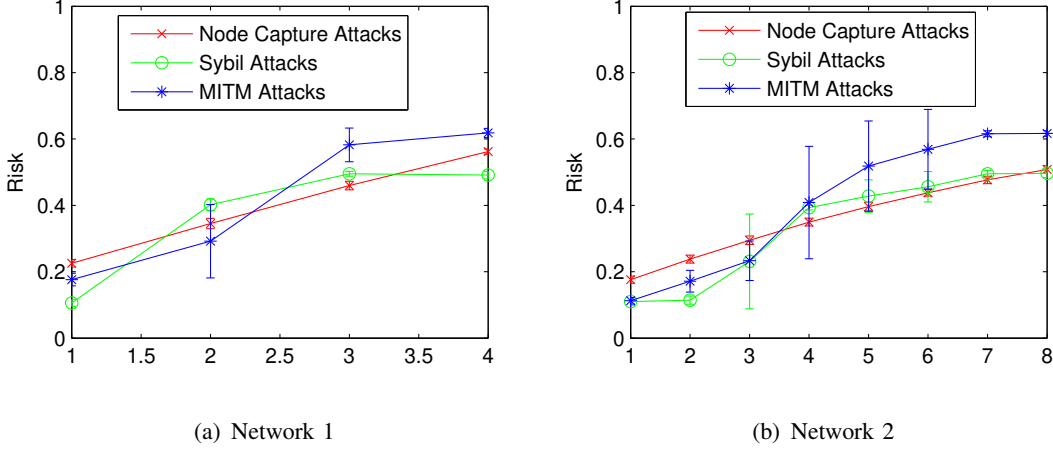 1
0.8
0.6
0.4
0.2
0
Risk
Node Capture Attacks
Sybil Attacks
MITM Attacks
1 1.5 2 2.5 3 3.5 4
(a) Network 1
1
0.8
0.6
0.4
0.2
0
Risk
Node Capture Attacks
Sybil Attacks
MITM Attacks
1 2 3 4 5 6 7 8
(b) Network 2